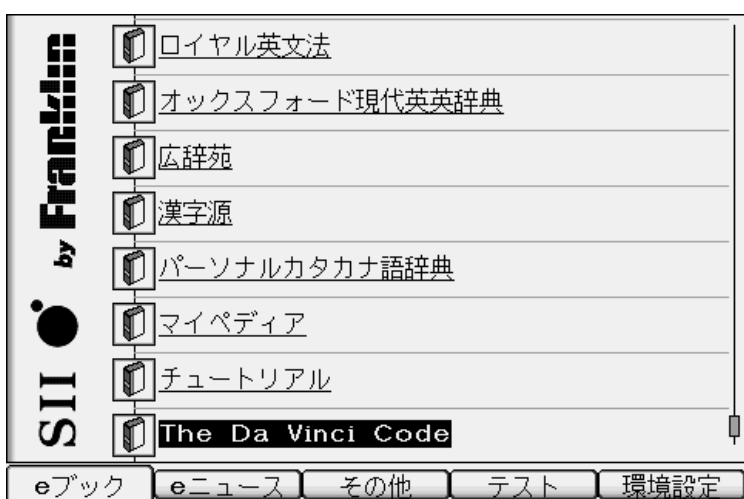 ロイヤル英文法
オックスフォード現代英英辞典
広辞苑
漢字源
パーソナルカタカナ語辞典
マイペディア
チュートリアル
The Da Vinci Code
SII by Franklin
eブック eニュース その他 テスト 環境設定